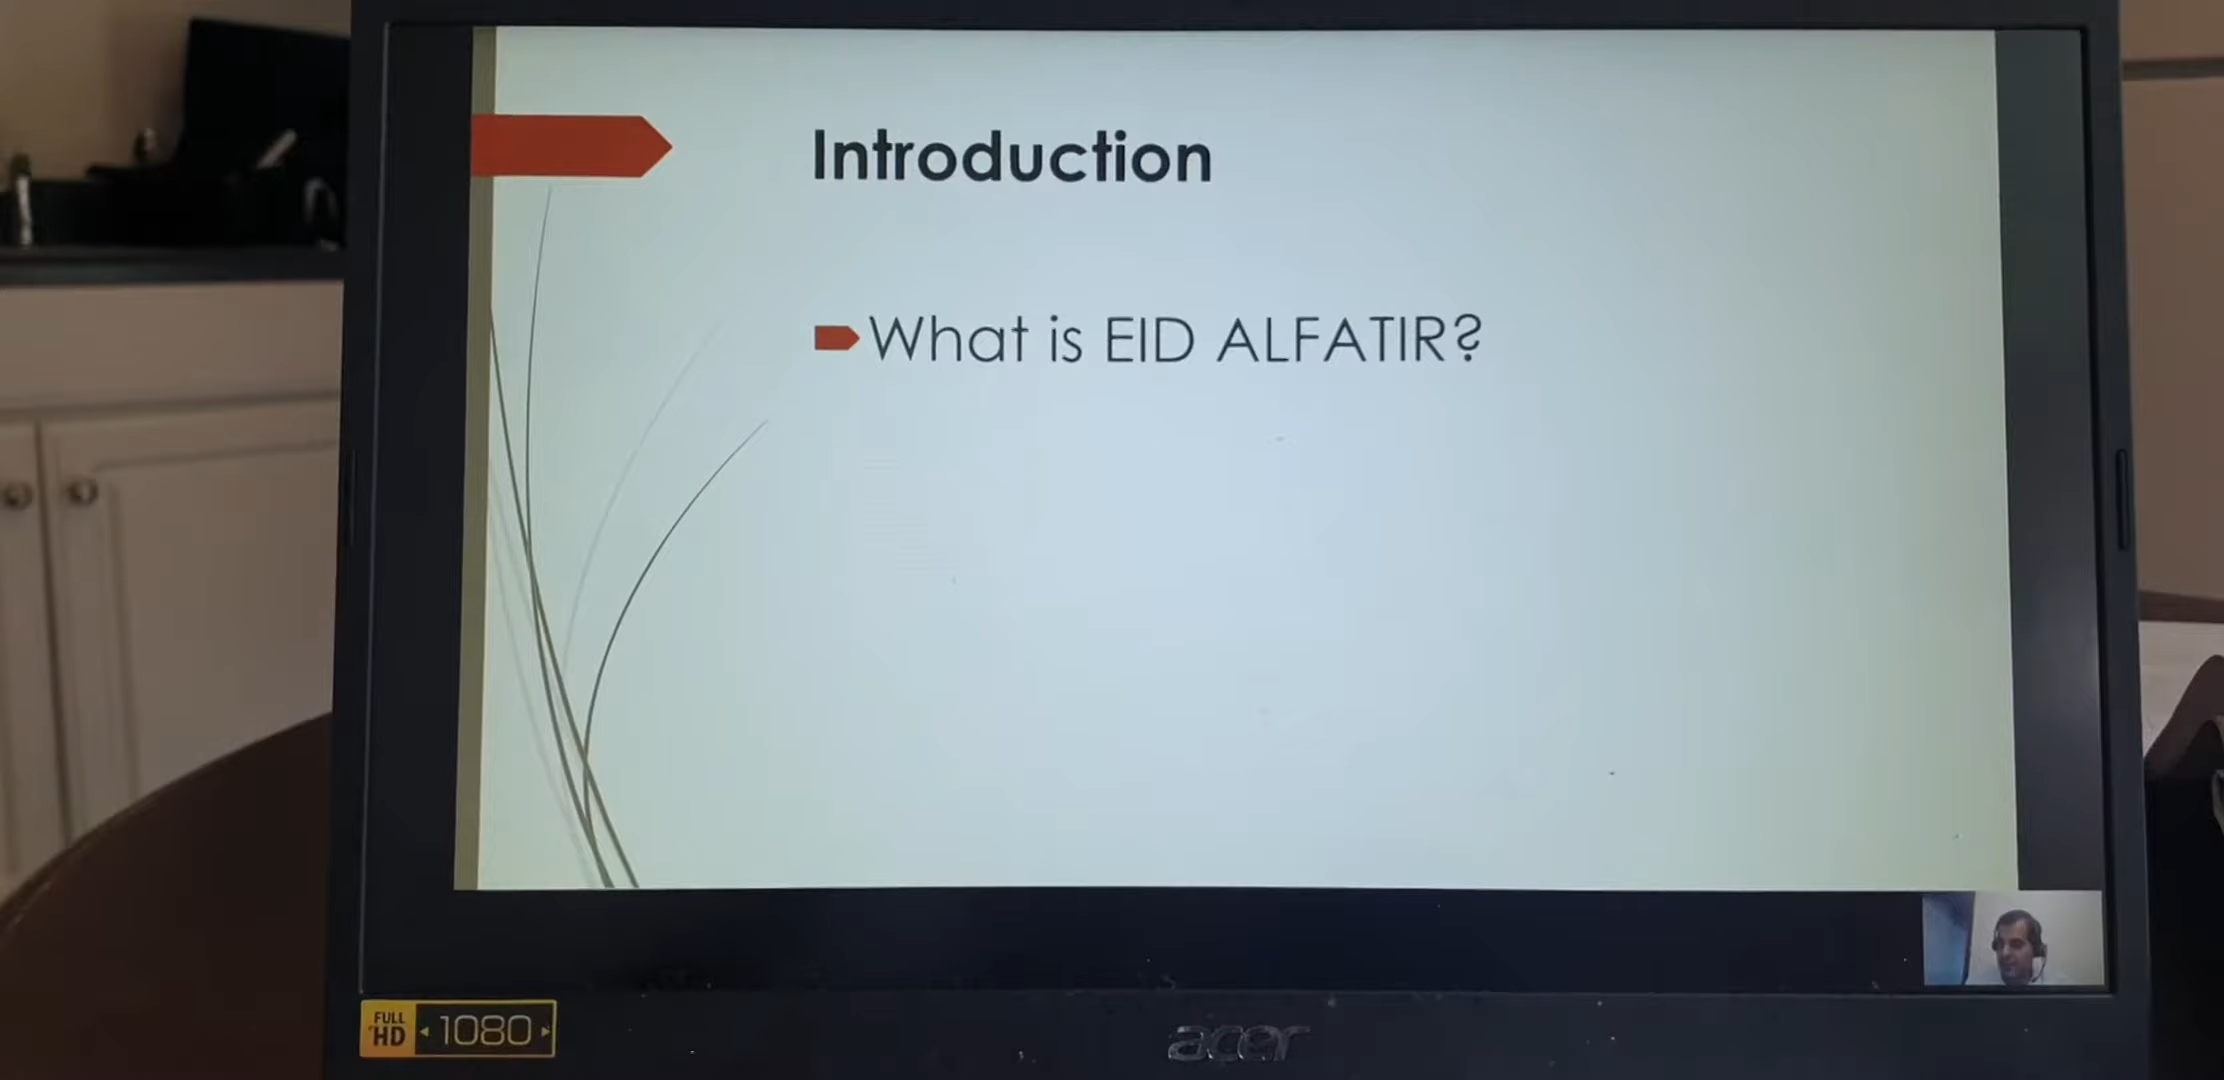 Introduction
What is EID ALFATIR?
FULL HD 1080
acer